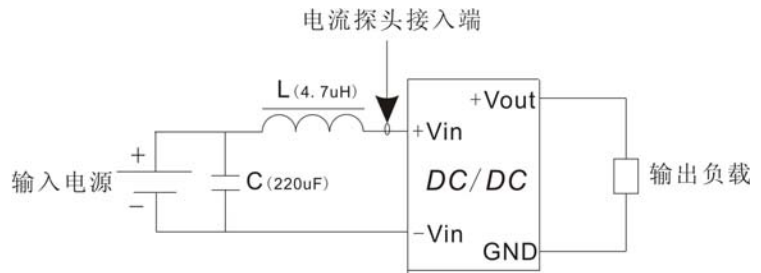 电流探头接入端
L(4.7uH)
+Vout
+Vin
+
输入电源
C(220uF)
DC/DC
输出负载
−
−Vin
GND